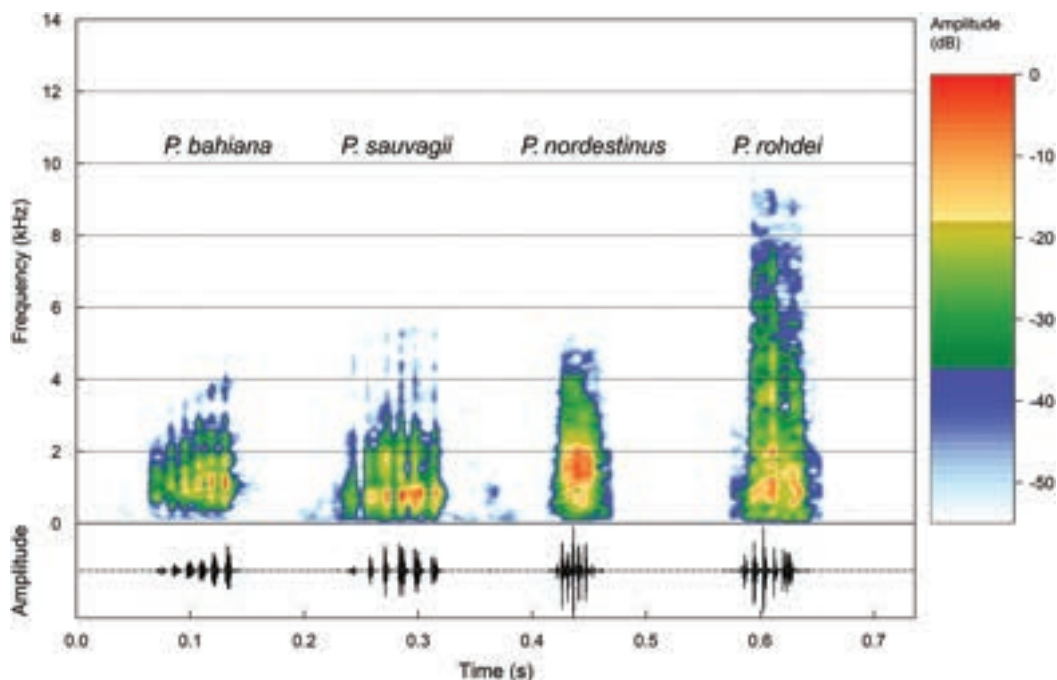 Amplitude
(dB)
14
12
10
8
6
4
2
0
Frequency (kHz)
P. bahiana P. sauvagii P. nordestinus P. rohdei
0
-10
-20
-30
-40
-50
Amplitude
0.0 0.1 0.2 0.3 0.4 0.5 0.6 0.7
Time (s)